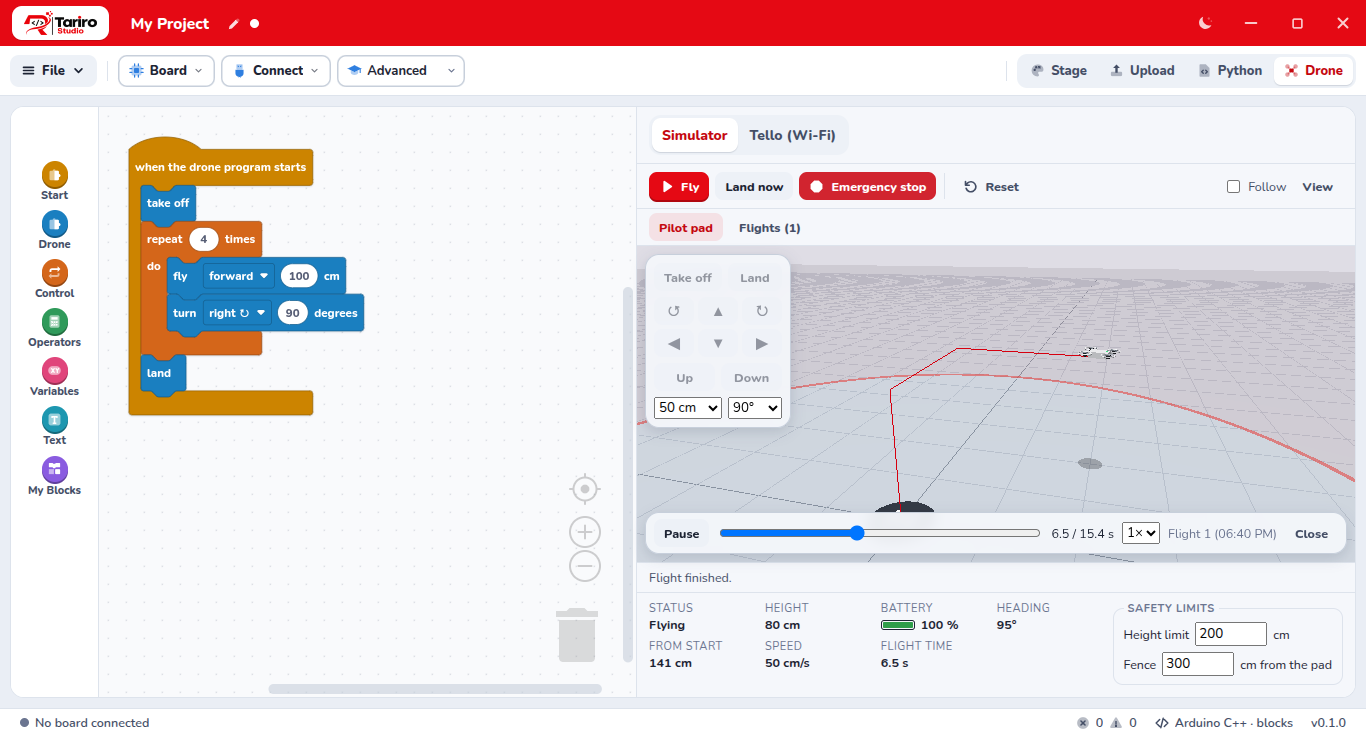 Tariro
Studio
My Project
File
Board
Connect
Advanced
Stage
Upload
Python
Drone
Start
Drone
Control
Operators
Variables
Text
My Blocks
when the drone program starts
take off
repeat 4 times
do
fly forward 100 cm
turn right ↻ 90 degrees
land
Simulator
Tello (Wi-Fi)
Fly
Land now
Emergency stop
Reset
Follow
View
Pilot pad
Flights (1)
Take off
Land
↺ ▲ ↻
◀ ▼ ▶
Up
Down
50 cm
90°
Pause
6.5 / 15.4 s
1×
Flight 1 (06:40 PM)
Close
Flight finished.
STATUS
Flying
HEIGHT
80 cm
BATTERY
100 %
HEADING
95°
FROM START
141 cm
SPEED
50 cm/s
FLIGHT TIME
6.5 s
SAFETY LIMITS
Height limit 200 cm
Fence 300 cm from the pad
No board connected
0
0
Arduino C++ · blocks
v0.1.0